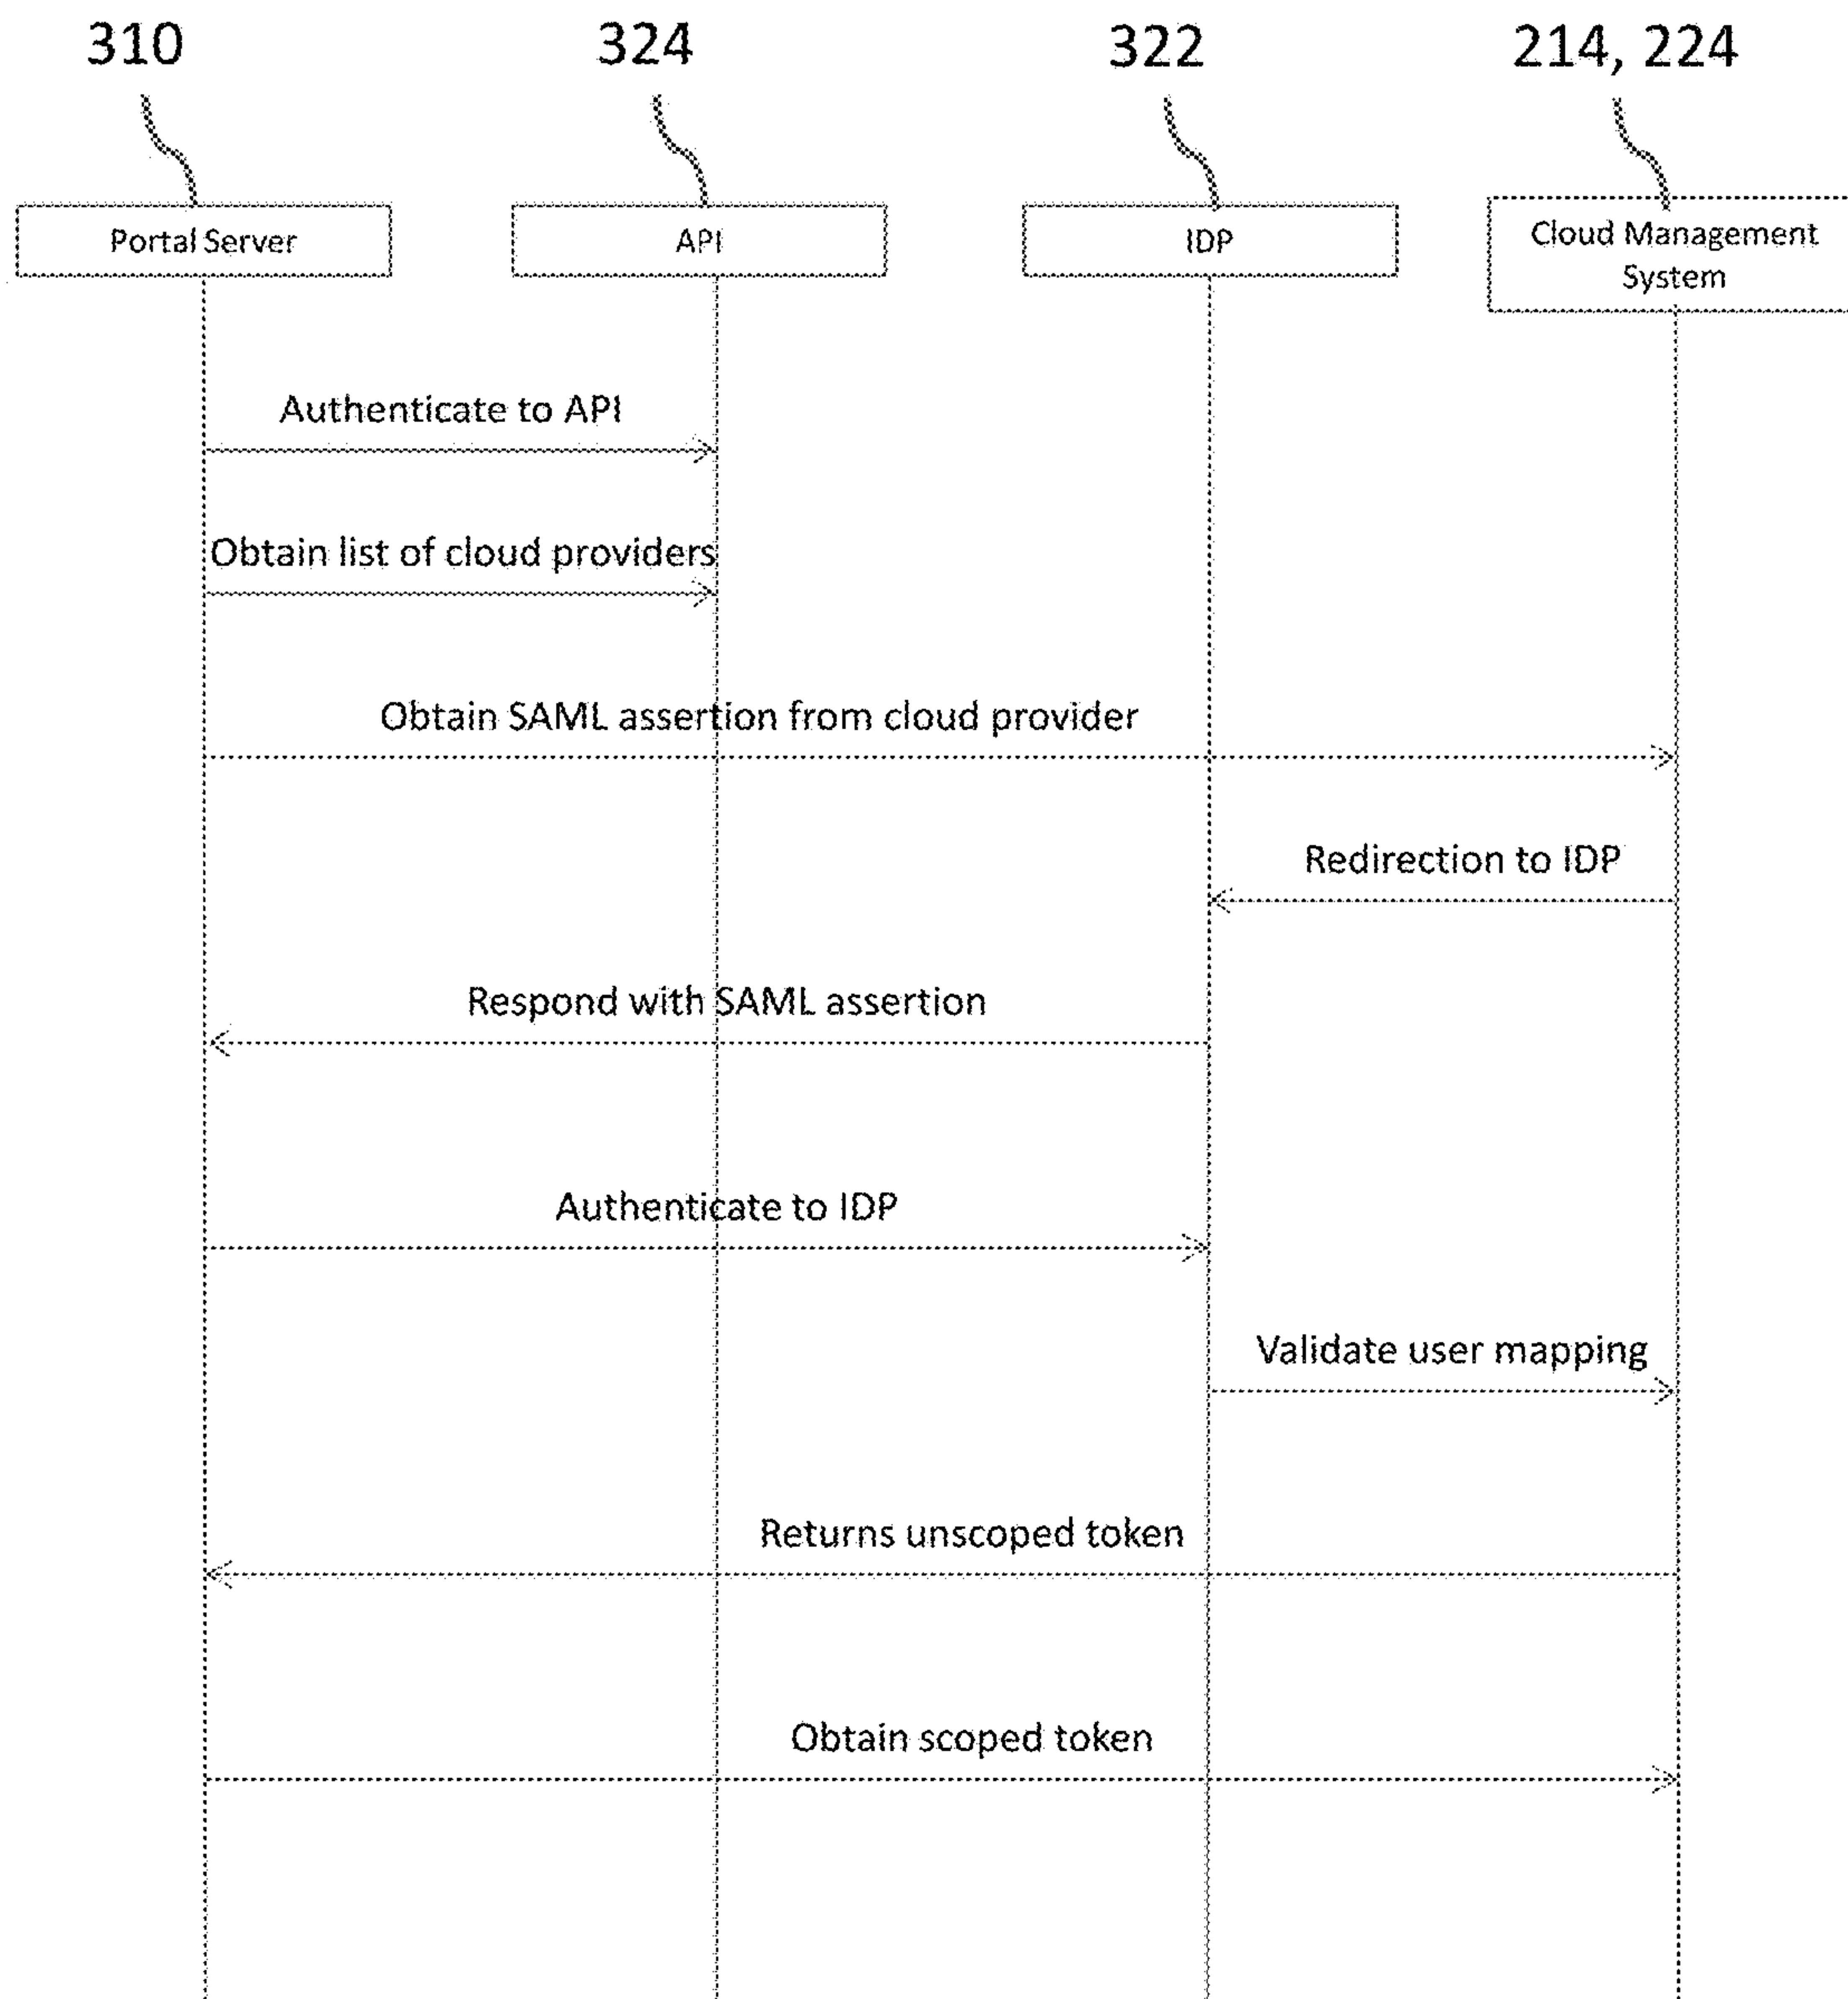 310
324
322
214, 224
Portal Server
API
IDP
Cloud Management
System
Authenticate to API
Obtain list of cloud providers
Obtain SAML assertion from cloud provider
Redirection to IDP
Respond with SAML assertion
Authenticate to IDP
Validate user mapping
Returns unscoped token
Obtain scoped token